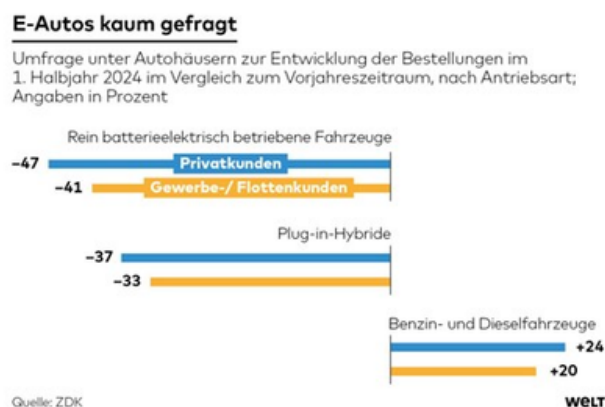 E-Autos kaum gefragt
Umfrage unter Autohäusern zur Entwicklung der Bestellungen im
1. Halbjahr 2024 im Vergleich zum Vorjahreszeitraum, nach Antriebsart;
Angaben in Prozent
Rein batterieelektrisch betriebene Fahrzeuge
−47 Privatkunden
−41 Gewerbe-/ Flottenkunden
Plug-in-Hybride
−37
−33
Benzin- und Dieselfahrzeuge
+24
+20
Quelle: ZDK WELT